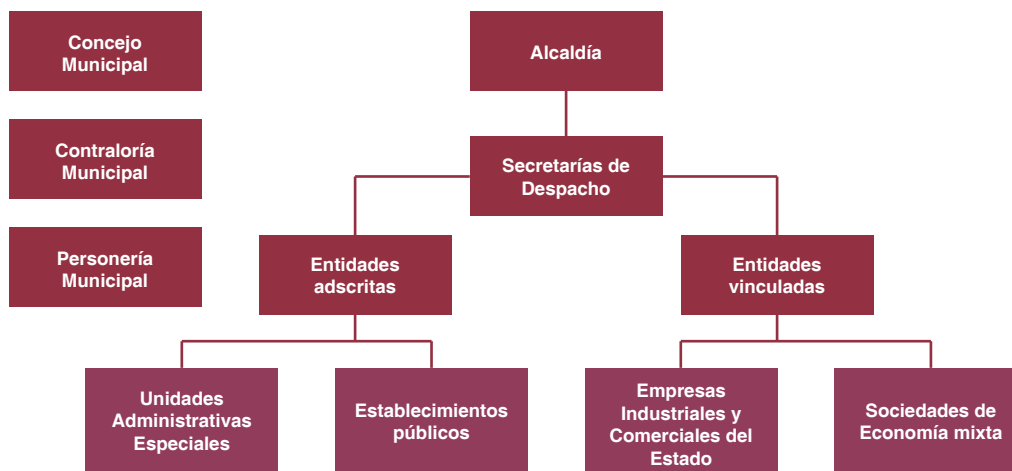 Concejo
Municipal
Alcaldía
Contraloría
Municipal
Secretarías de
Despacho
Personería
Municipal
Entidades
adscritas
Entidades
vinculadas
Unidades
Administrativas
Especiales
Establecimientos
públicos
Empresas
Industriales y
Comerciales del
Estado
Sociedades de
Economía mixta